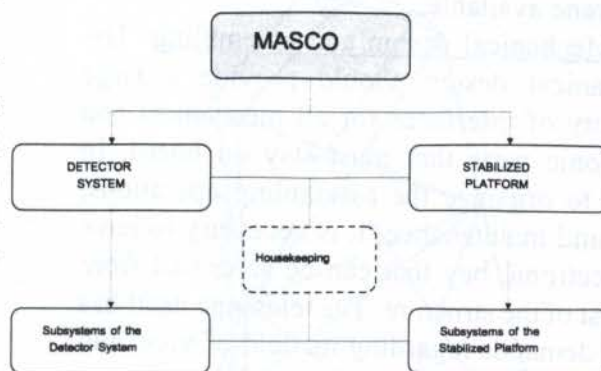 MASCO
DETECTOR
SYSTEM
STABILIZED
PLATFORM
Housekeeping
Subsystems of the
Detector System
Subsystems of the
Stabilized Platform